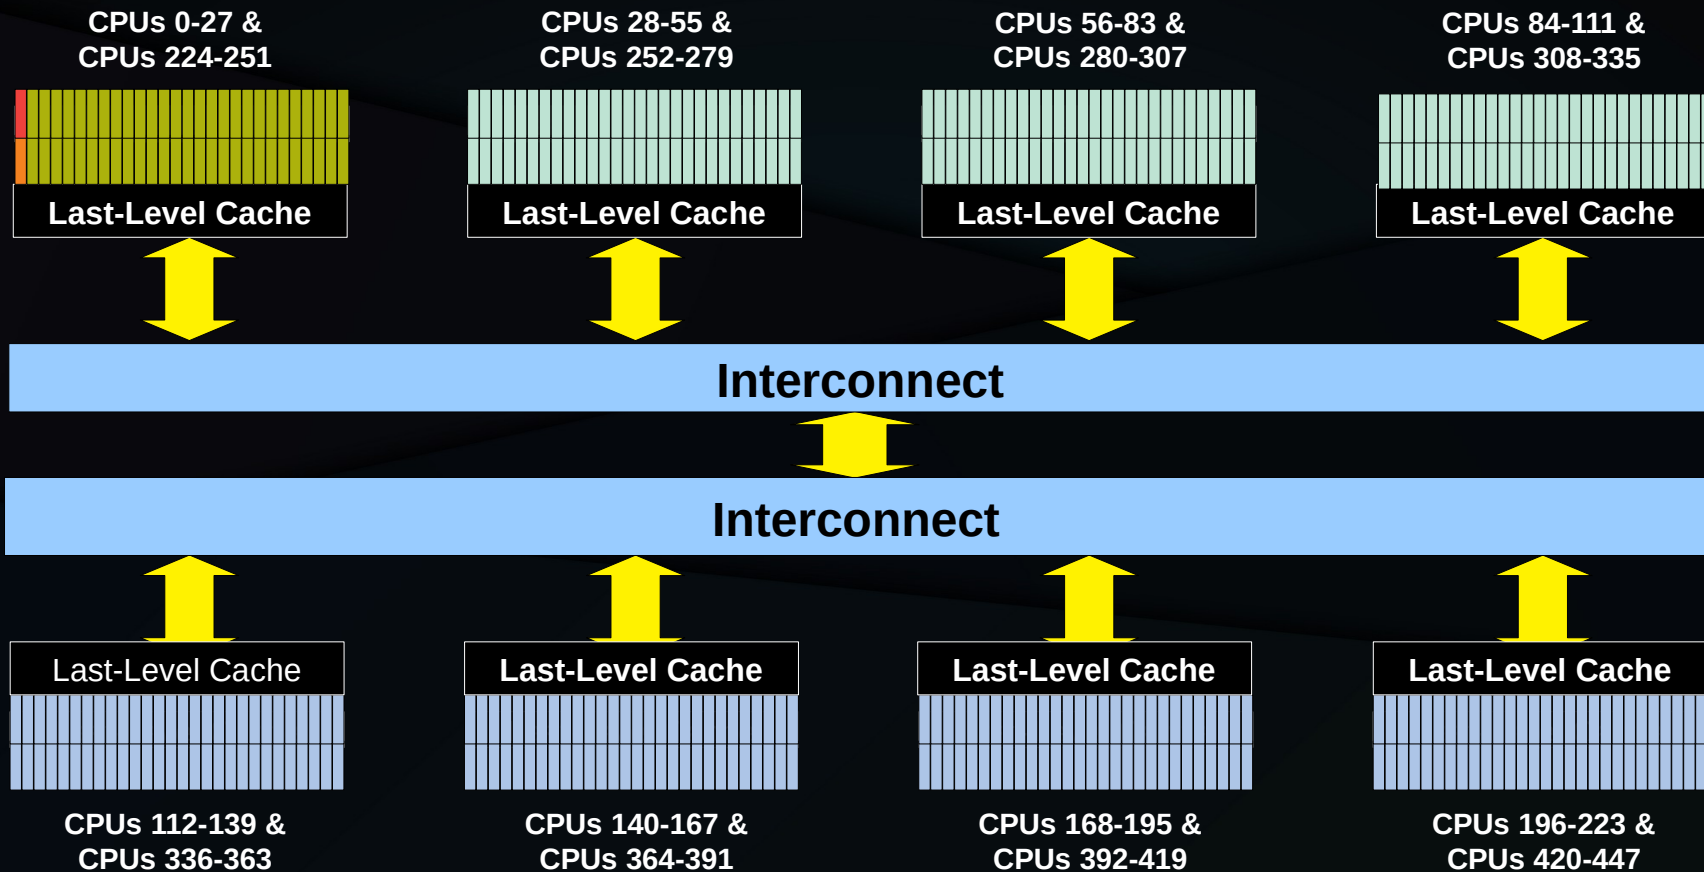 CPUs 0-27 &
CPUs 224-251
CPUs 28-55 &
CPUs 252-279
CPUs 56-83 &
CPUs 280-307
CPUs 84-111 &
CPUs 308-335
Last-Level Cache
Last-Level Cache
Last-Level Cache
Last-Level Cache
Interconnect
Interconnect
Last-Level Cache
Last-Level Cache
Last-Level Cache
Last-Level Cache
CPUs 112-139 &
CPUs 336-363
CPUs 140-167 &
CPUs 364-391
CPUs 168-195 &
CPUs 392-419
CPUs 196-223 &
CPUs 420-447